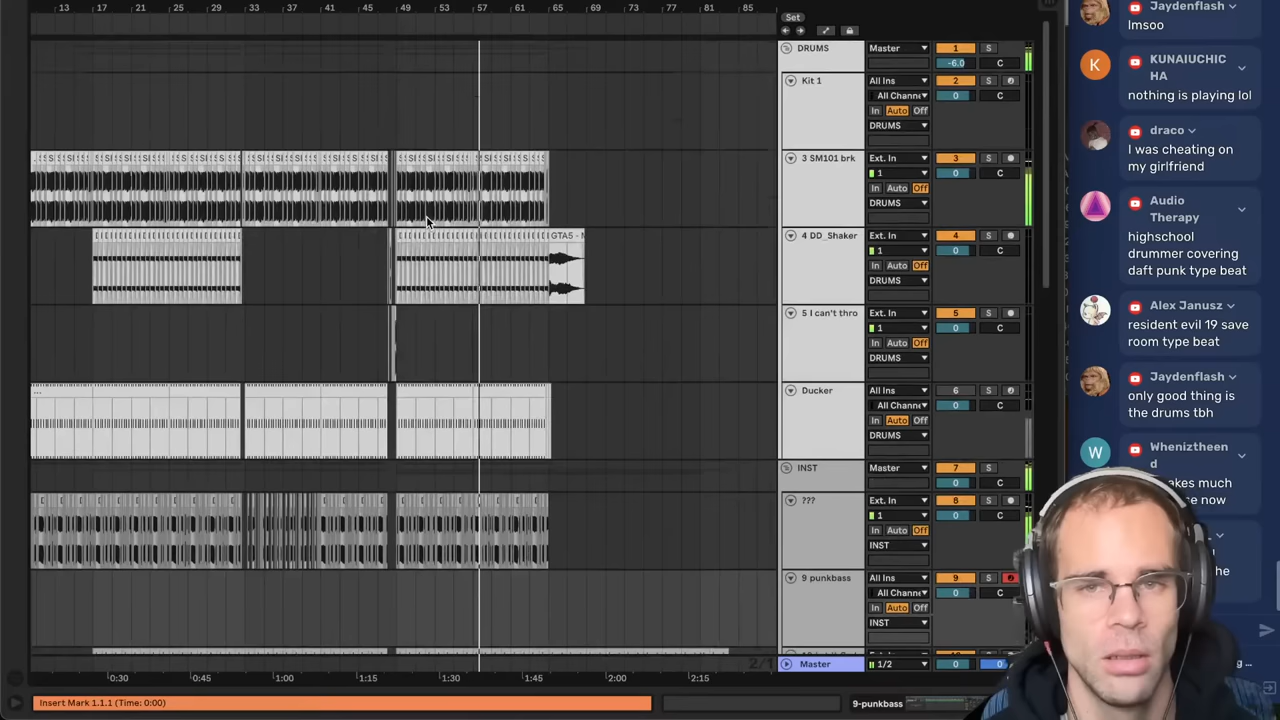 13 17 21 25 29 33 37 41 45 49 53 57 61 65 69 73 77 81 85
Set
DRUMS Master 1 S
-6.0 C
Kit 1 All Ins 2 S
All Channe 0 C
In Auto Off
DRUMS
3 SM101 brk Ext. In 3 S
1 0 C
In Auto Off
DRUMS
GTA5 - M
4 DD_Shaker Ext. In 4 S
1 0 C
In Auto Off
DRUMS
5 I can't thro Ext. In 5 S
1 0 C
In Auto Off
DRUMS
...
Ducker All Ins 6 S
All Channe 0 C
In Auto Off
DRUMS
INST Master 7 S
0 C
??? Ext. In 8 S
1 0 C
In Auto Off
INST
9 punkbass All Ins 9 S
All Channe 0 C
In Auto Off
INST
2/1
Master 1/2 0 0
0:30 0:45 1:00 1:15 1:30 1:45 2:00 2:15
Insert Mark 1.1.1 (Time: 0:00)
9-punkbass
Jaydenflash
lmsoo
K
KUNAIUCHIC
HA
nothing is playing lol
draco
I was cheating on
my girlfriend
Audio
Therapy
highschool
drummer covering
daft punk type beat
Alex Janusz
resident evil 19 save
room type beat
Jaydenflash
only good thing is
the drums tbh
W
Wheniztheen
d
akes much
se now
he